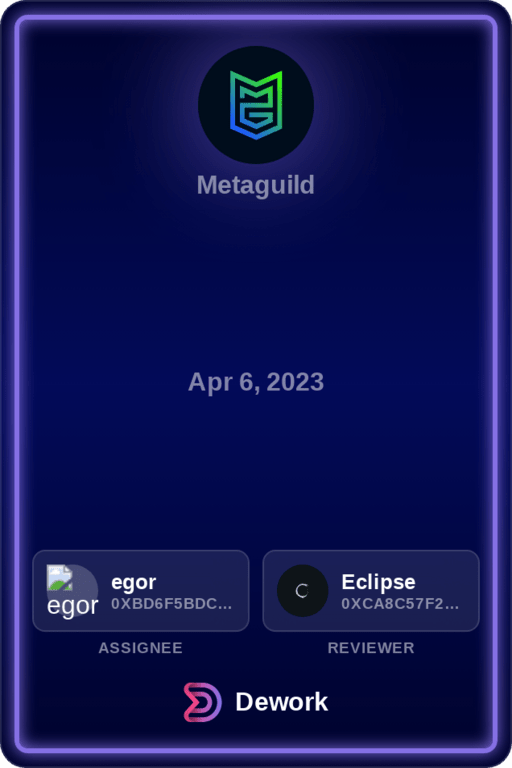 Metaguild
Apr 6, 2023
egor
egor
0XBD6F5BDC...
Eclipse
0XCA8C57F2...
ASSIGNEE
REVIEWER
Dework